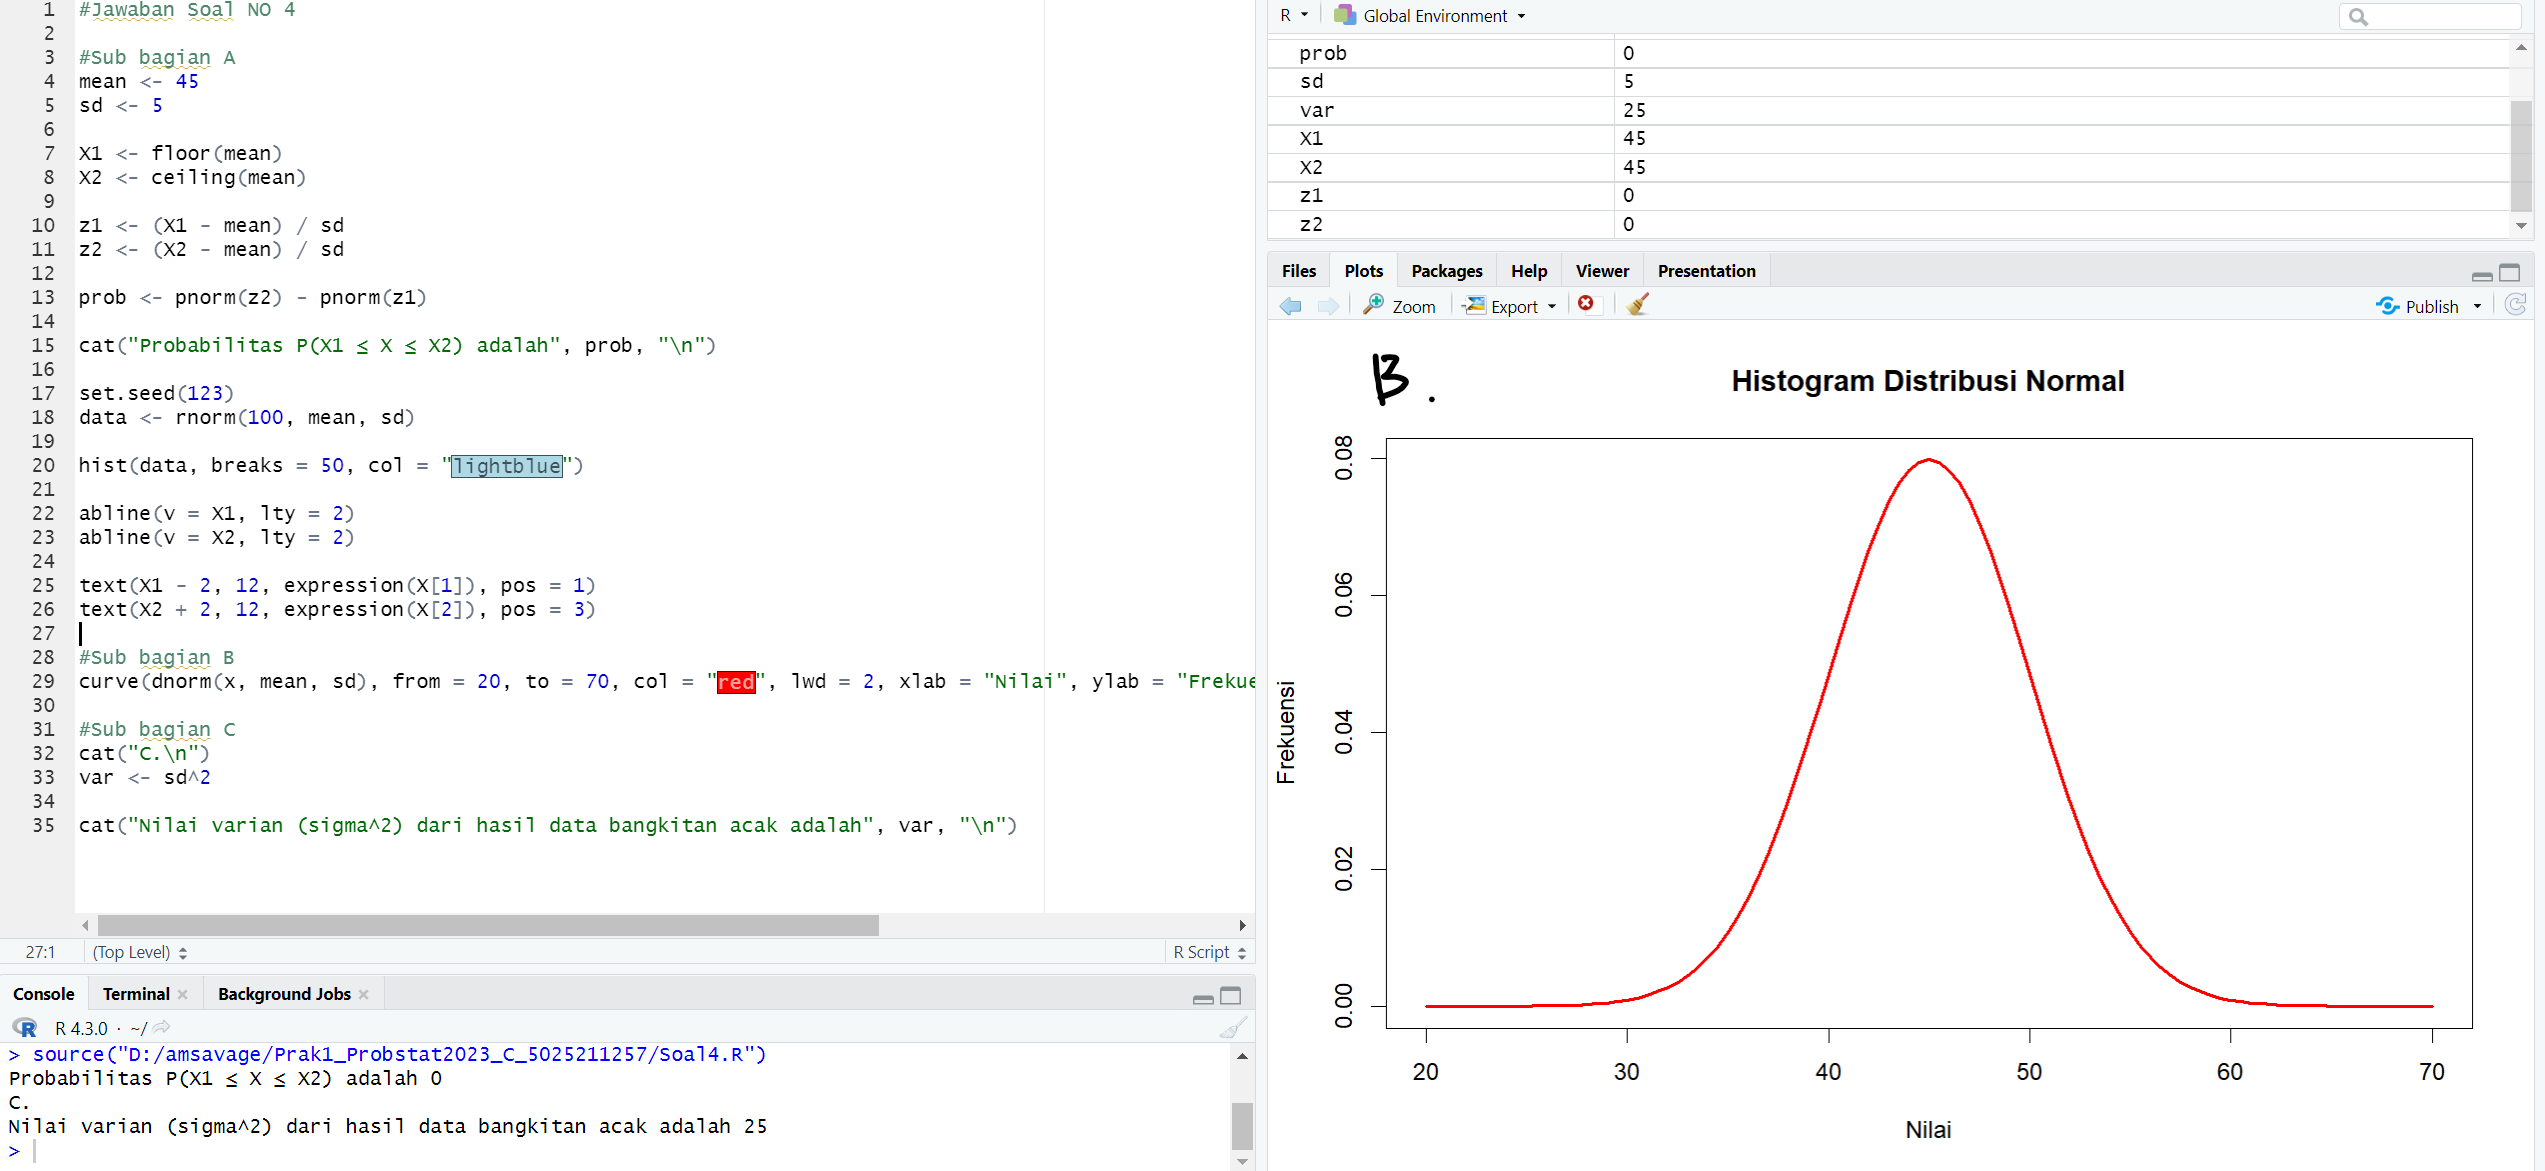 1 #Jawaban Soal NO 4
2
3 #Sub bagian A
4 mean <- 45
5 sd <- 5
6
7 X1 <- floor(mean)
8 X2 <- ceiling(mean)
9
10 z1 <- (X1 - mean) / sd
11 z2 <- (X2 - mean) / sd
12
13 prob <- pnorm(z2) - pnorm(z1)
14
15 cat("Probabilitas P(X1 ≤ X ≤ X2) adalah", prob, "\n")
16
17 set.seed(123)
18 data <- rnorm(100, mean, sd)
19
20 hist(data, breaks = 50, col = "lightblue")
21
22 abline(v = X1, lty = 2)
23 abline(v = X2, lty = 2)
24
25 text(X1 - 2, 12, expression(X[1]), pos = 1)
26 text(X2 + 2, 12, expression(X[2]), pos = 3)
27
28 #Sub bagian B
29 curve(dnorm(x, mean, sd), from = 20, to = 70, col = "red", lwd = 2, xlab = "Nilai", ylab = "Frekue
30
31 #Sub bagian C
32 cat("C.\n")
33 var <- sd^2
34
35 cat("Nilai varian (sigma^2) dari hasil data bangkitan acak adalah", var, "\n")
27:1 (Top Level) R Script
Console Terminal Background Jobs
R 4.3.0 · ~/
> source("D:/amsavage/Prak1_Probstat2023_C_5025211257/Soal4.R")
Probabilitas P(X1 ≤ X ≤ X2) adalah 0
C.
Nilai varian (sigma^2) dari hasil data bangkitan acak adalah 25
>
R Global Environment
prob 0
sd 5
var 25
X1 45
X2 45
z1 0
z2 0
Files Plots Packages Help Viewer Presentation
Zoom Export Publish
B.
Histogram Distribusi Normal
0.08
0.06
0.04
0.02
0.00
Frekuensi
20 30 40 50 60 70
Nilai